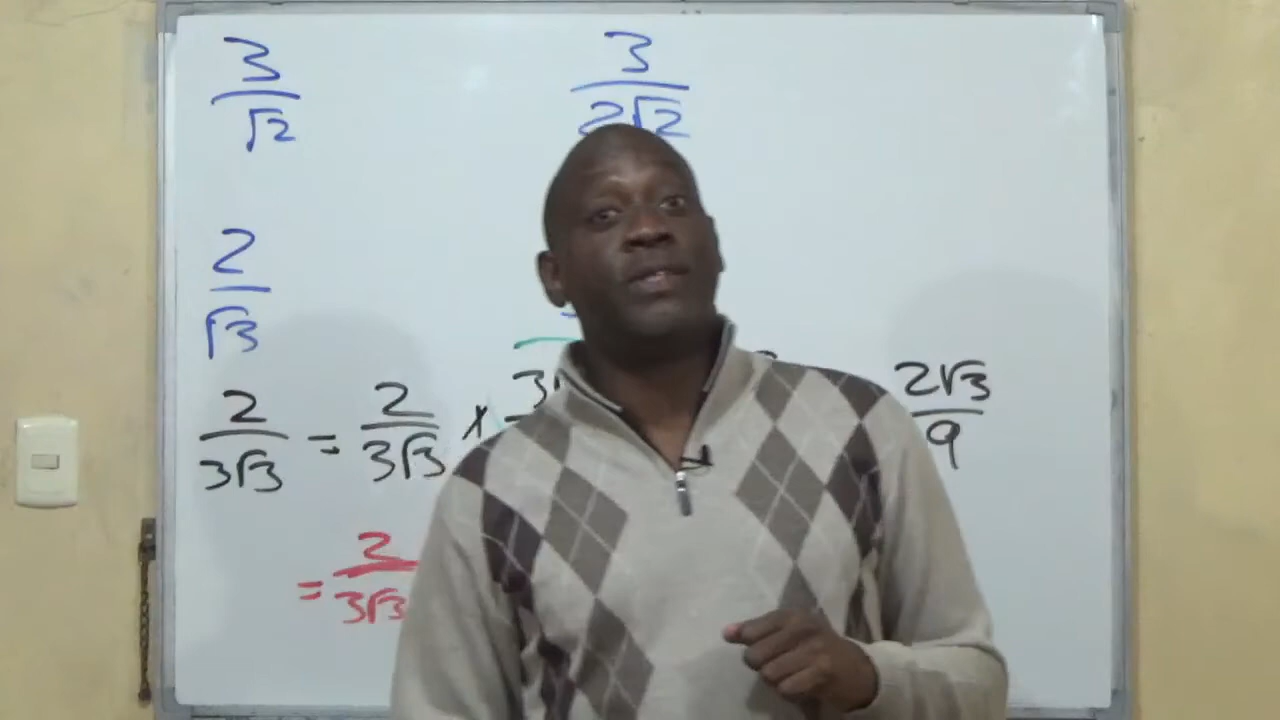 3/√2
3/2√2
2/√3
2/3√3 = 2/3√3 x 2√3/9
= 2/3√3